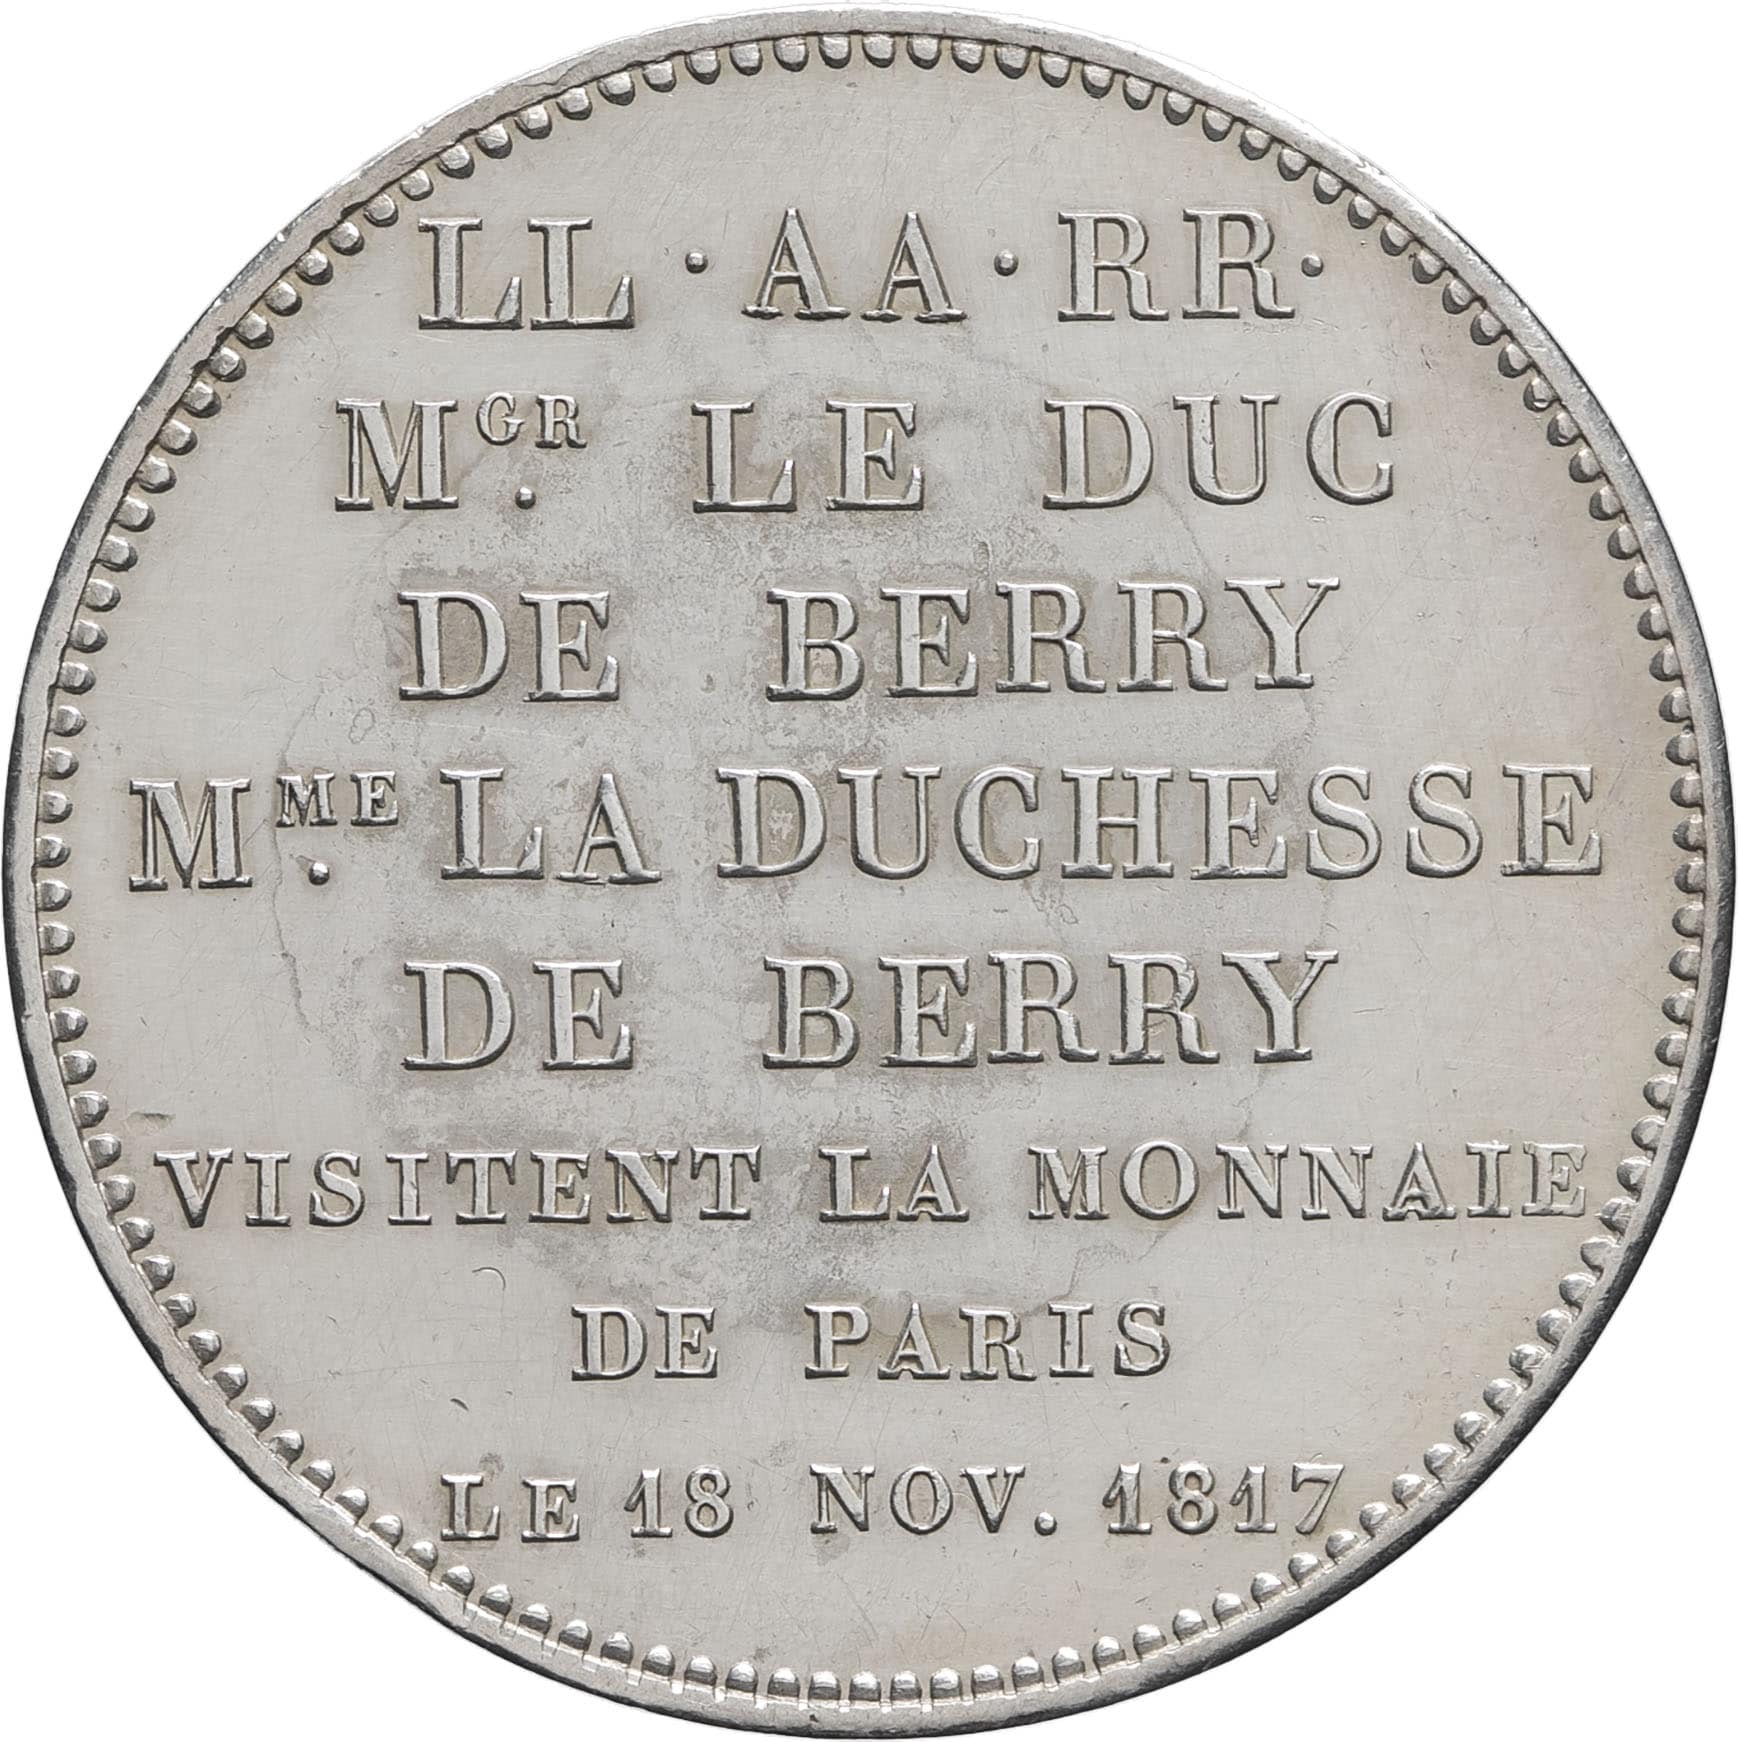 LL · AA · RR ·
MGR. LE DUC
DE BERRY
MME. LA DUCHESSE
DE BERRY
VISITENT LA MONNAIE
DE PARIS
LE 18 NOV. 1817